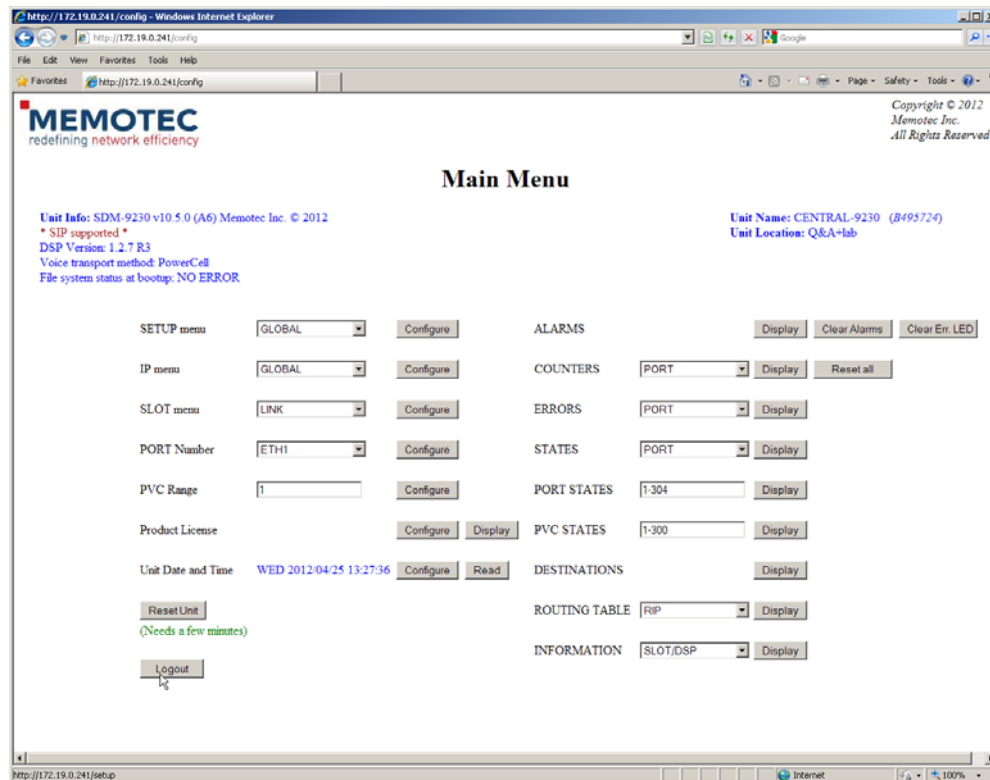 http://172.19.0.241/config - Windows Internet Explorer
http://172.19.0.241/config
Google
File Edit View Favorites Tools Help
Favorites http://172.19.0.241/config Page Safety Tools
MEMOTEC
redefining network efficiency
Copyright © 2012
Memotec Inc.
All Rights Reserved
Main Menu
Unit Info: SDM-9230 v10.5.0 (A6) Memotec Inc. © 2012
* SIP supported *
DSP Version: 1.2.7 R3
Voice transport method: PowerCell
File system status at bootup: NO ERROR
Unit Name: CENTRAL-9230 (B495724)
Unit Location: Q&A+lab
SETUP menu GLOBAL Configure
IP menu GLOBAL Configure
SLOT menu LINK Configure
PORT Number ETH1 Configure
PVC Range 1 Configure
Product License Configure Display
Unit Date and Time WED 2012/04/25 13:27:36 Configure Read
Reset Unit
(Needs a few minutes)
Logout
ALARMS Display Clear Alarms Clear Err. LED
COUNTERS PORT Display Reset all
ERRORS PORT Display
STATES PORT Display
PORT STATES 1-304 Display
PVC STATES 1-300 Display
DESTINATIONS Display
ROUTING TABLE RIP Display
INFORMATION SLOT/DSP Display
http://172.19.0.241/setup
Internet
100%